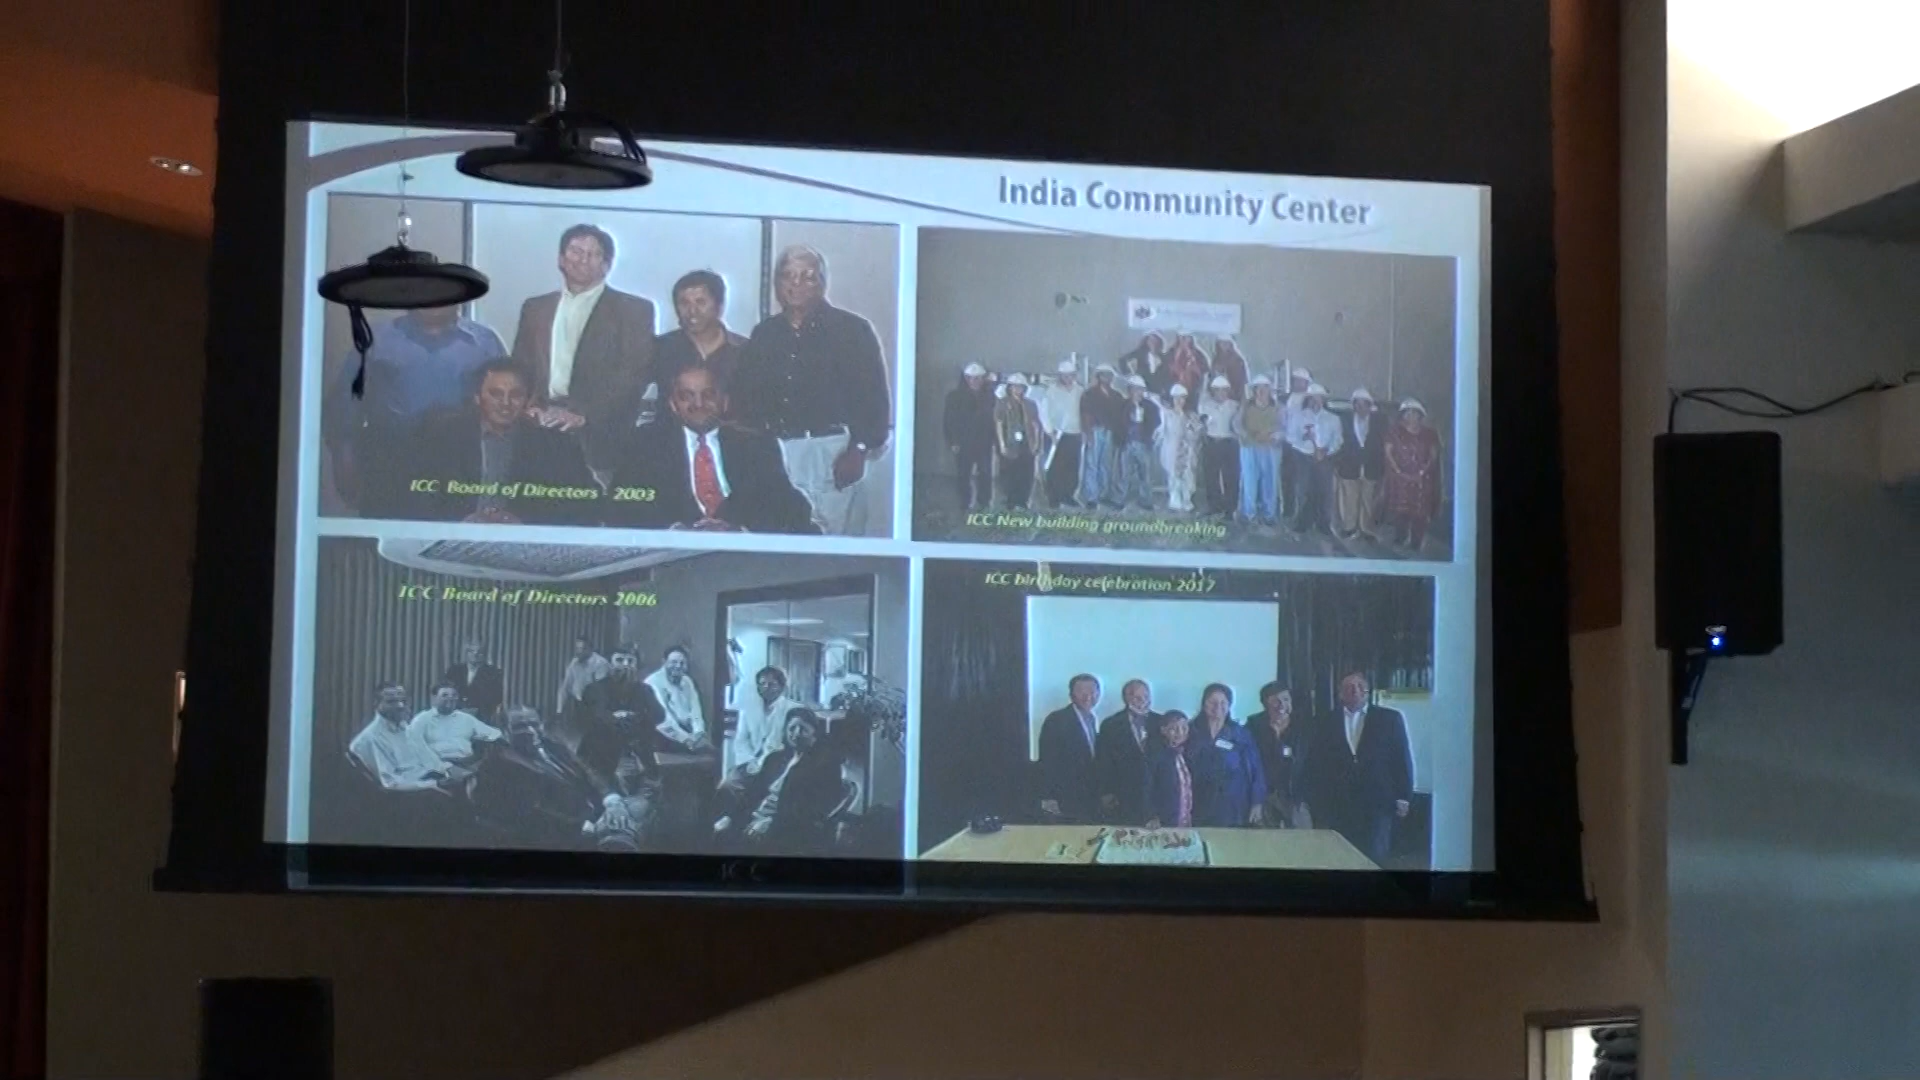 India Community Center
ICC Board of Directors - 2003
ICC New building groundbreaking
ICC Board of Directors 2006
ICC birthday celebration 2017
ICC